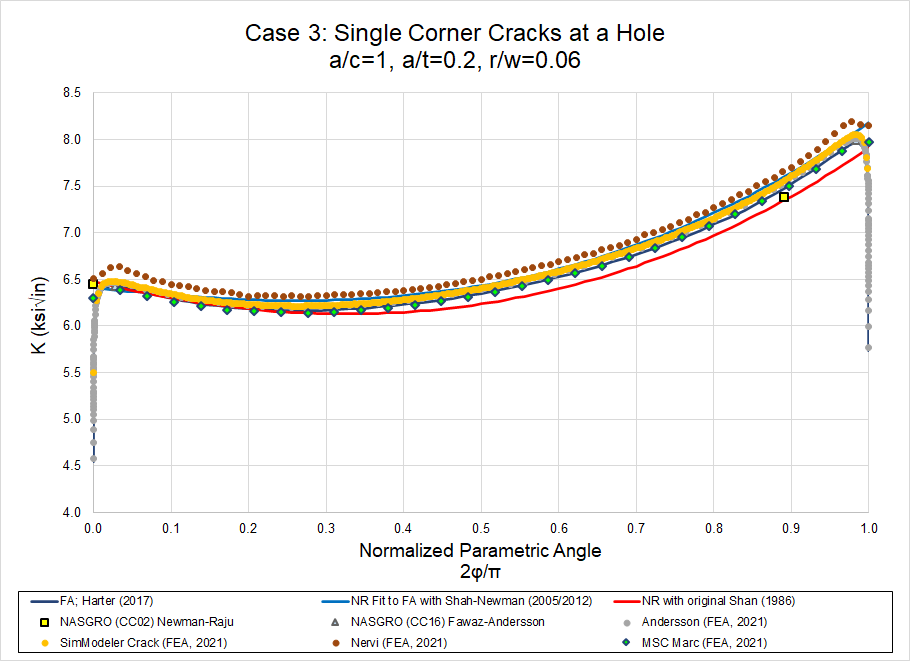 Case 3: Single Corner Cracks at a Hole
a/c=1, a/t=0.2, r/w=0.06
8.5
8.0
7.5
7.0
6.5
6.0
5.5
5.0
4.5
4.0
K (ksi√in)
0.0 0.1 0.2 0.3 0.4 0.5 0.6 0.7 0.8 0.9 1.0
Normalized Parametric Angle
2φ/π
FA; Harter (2017) NR Fit to FA with Shah-Newman (2005/2012) NR with original Shan (1986)
NASGRO (CC02) Newman-Raju NASGRO (CC16) Fawaz-Andersson Andersson (FEA, 2021)
SimModeler Crack (FEA, 2021) Nervi (FEA, 2021) MSC Marc (FEA, 2021)